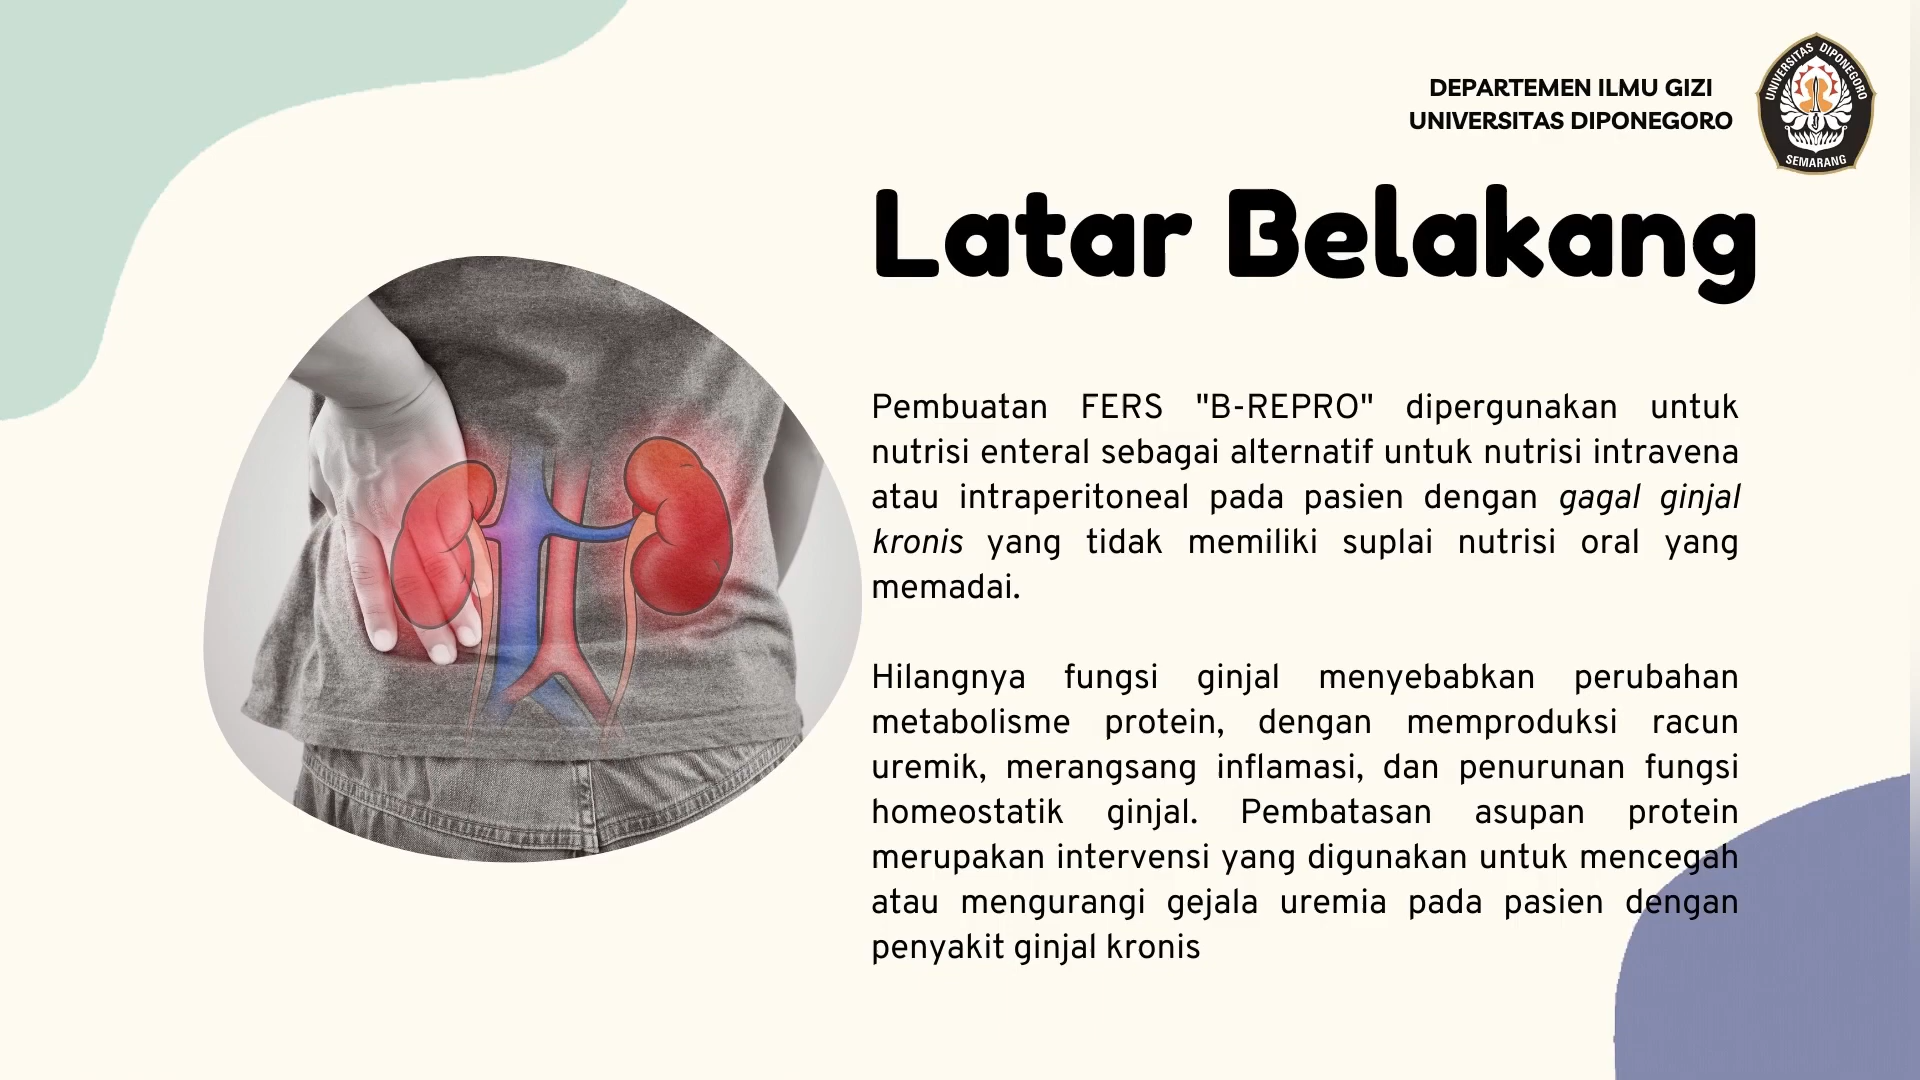 DEPARTEMEN ILMU GIZI
UNIVERSITAS DIPONEGORO
UNIVERSITAS DIPONEGORO
SEMARANG
Latar Belakang
Pembuatan FERS "B-REPRO" dipergunakan untuk
nutrisi enteral sebagai alternatif untuk nutrisi intravena
atau intraperitoneal pada pasien dengan gagal ginjal
kronis yang tidak memiliki suplai nutrisi oral yang
memadai.
Hilangnya fungsi ginjal menyebabkan perubahan
metabolisme protein, dengan memproduksi racun
uremik, merangsang inflamasi, dan penurunan fungsi
homeostatik ginjal. Pembatasan asupan protein
merupakan intervensi yang digunakan untuk mencegah
atau mengurangi gejala uremia pada pasien dengan
penyakit ginjal kronis